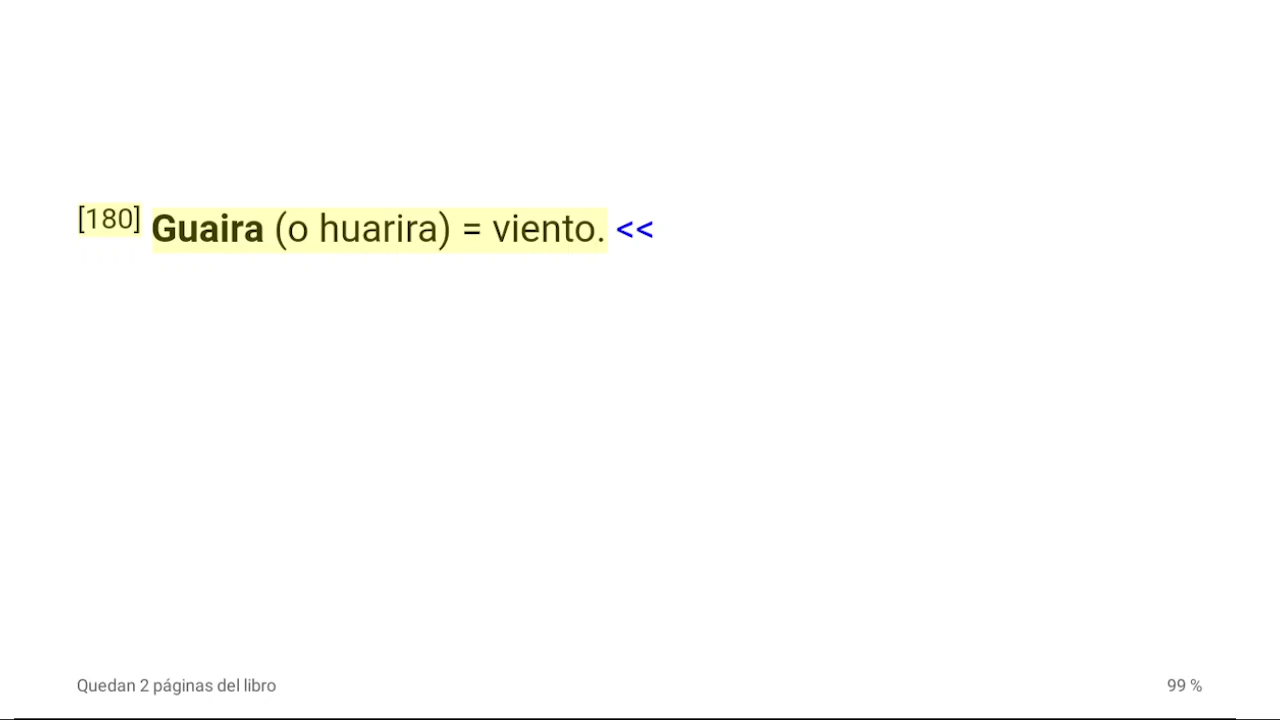 [180] Guaira (o huarira) = viento. <<
Quedan 2 páginas del libro
99 %